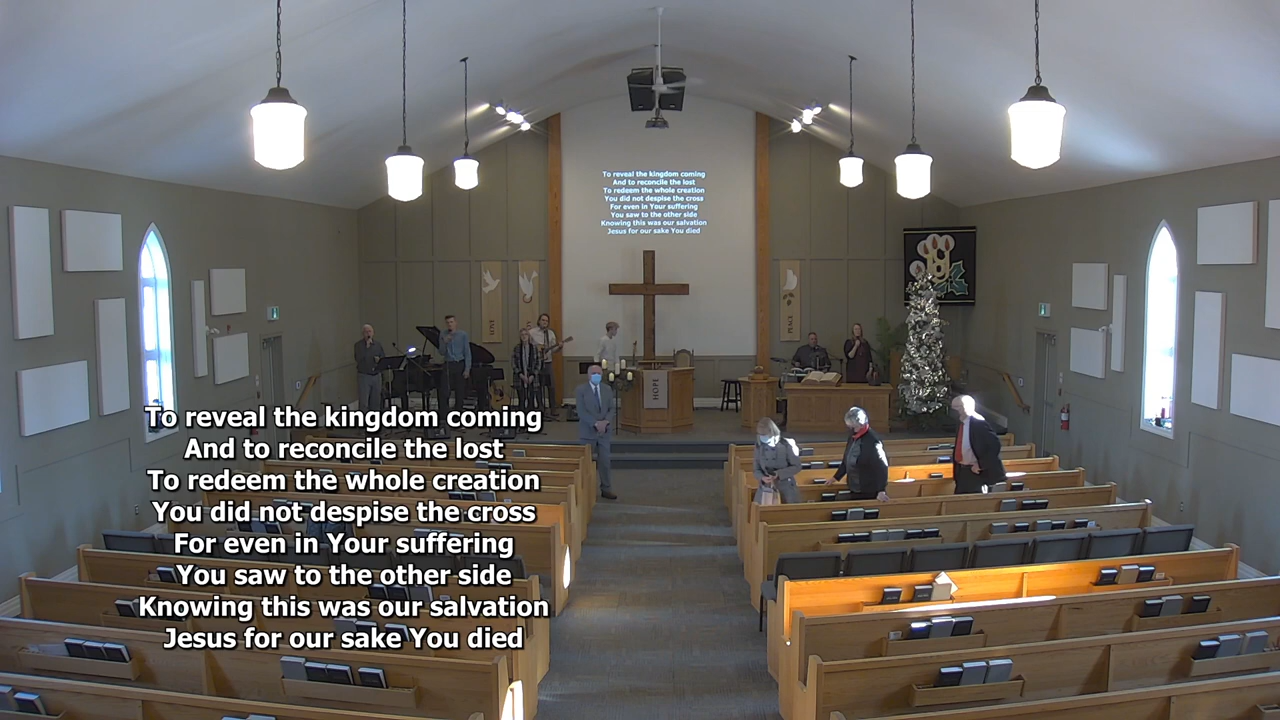 To reveal the kingdom coming
And to reconcile the lost
To redeem the whole creation
You did not despise the cross
For even in Your suffering
You saw to the other side
Knowing this was our salvation
Jesus for our sake You died
LOVE
PEACE
HOPE
To reveal the kingdom coming
And to reconcile the lost
To redeem the whole creation
You did not despise the cross
For even in Your suffering
You saw to the other side
Knowing this was our salvation
Jesus for our sake You died